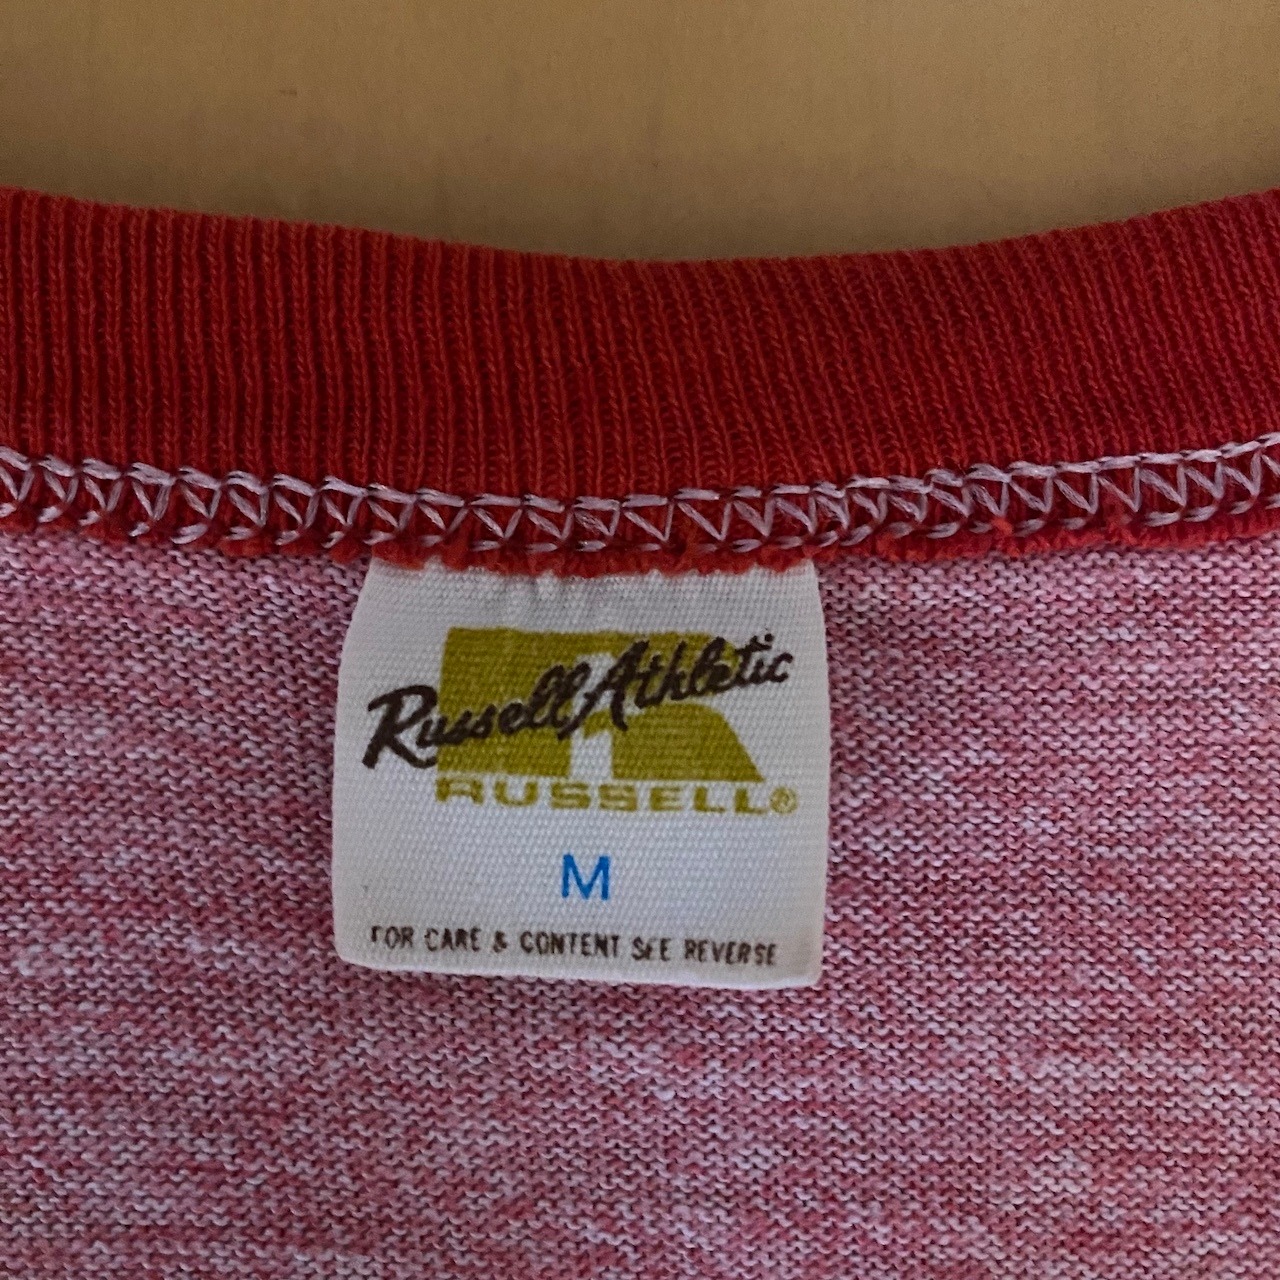 Russell Athletic
RUSSELL®
M
FOR CARE & CONTENT SEE REVERSE